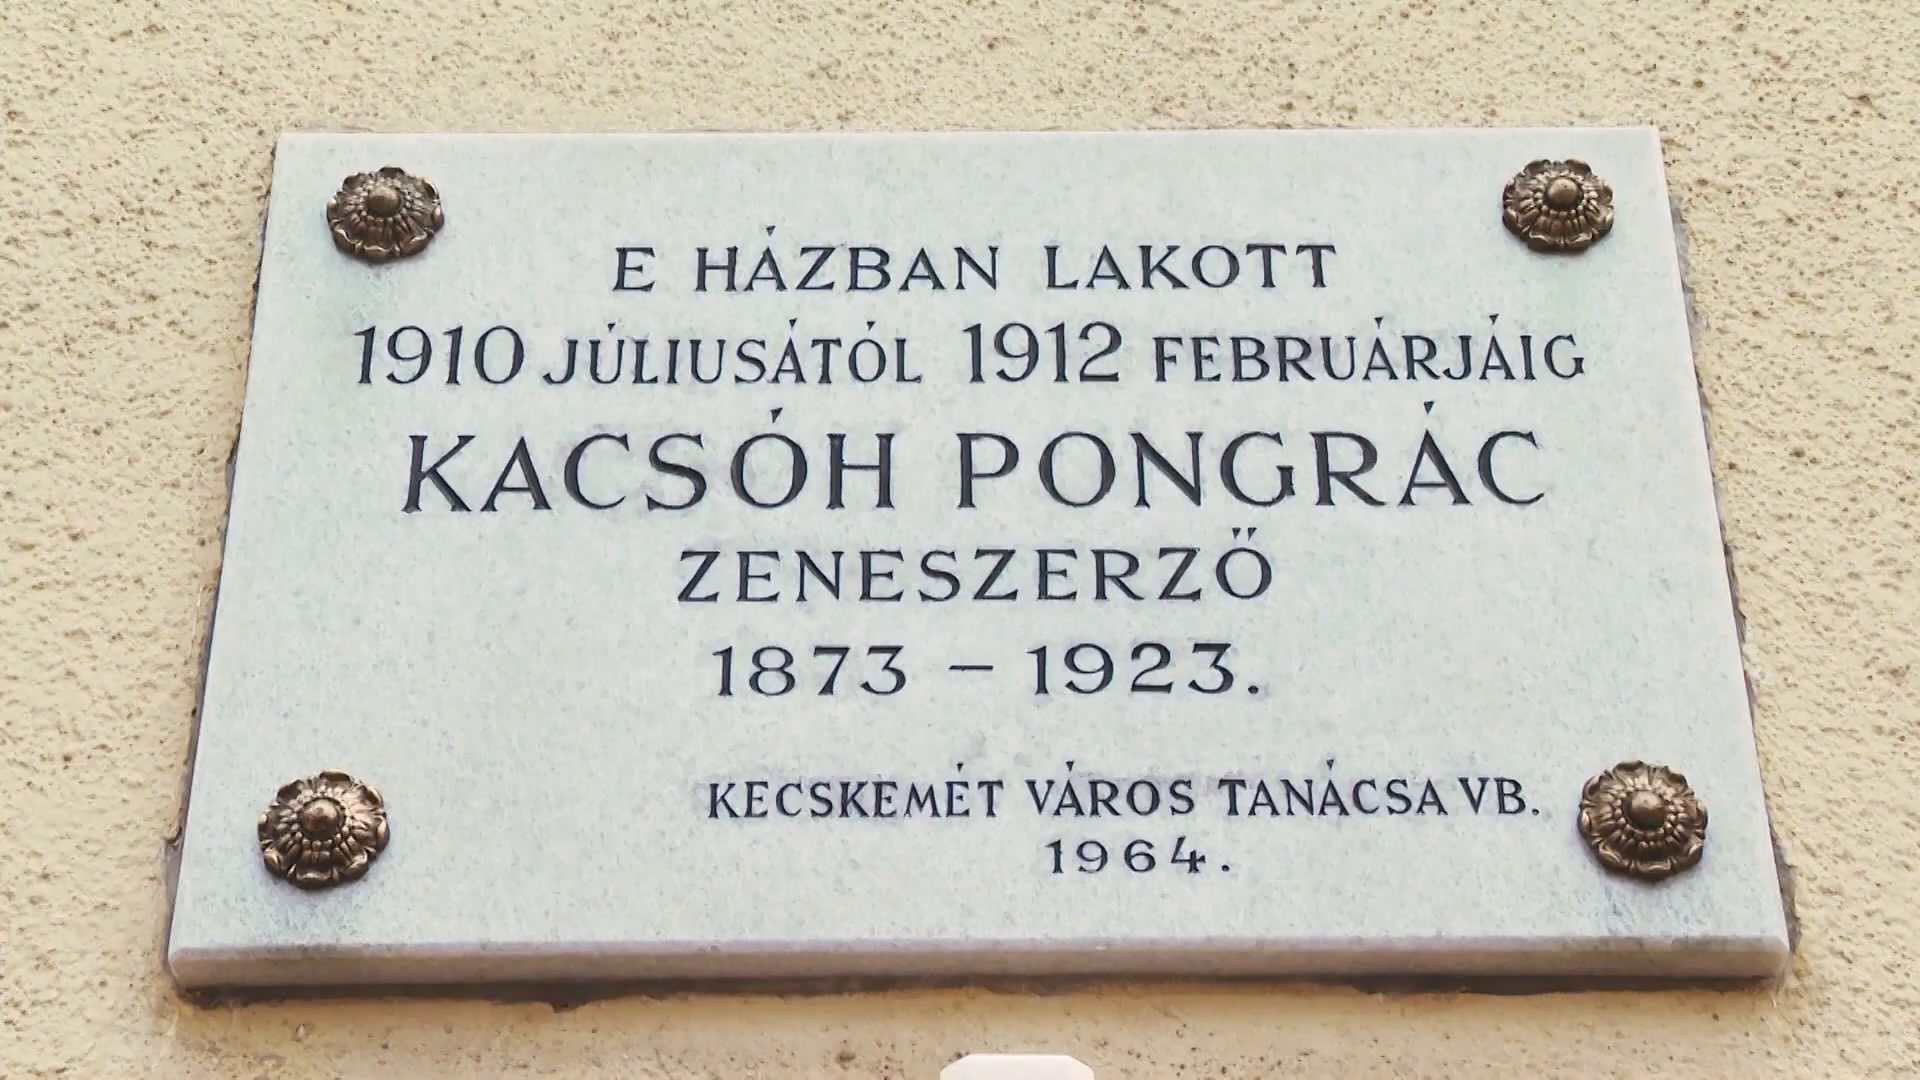 E HÁZBAN LAKOTT
1910 JÚLIUSÁTÓL 1912 FEBRUÁRJÁIG
KACSÓH PONGRÁC
ZENESZERZŐ
1873 – 1923.
KECSKEMÉT VÁROS TANÁCSA VB.
1964.